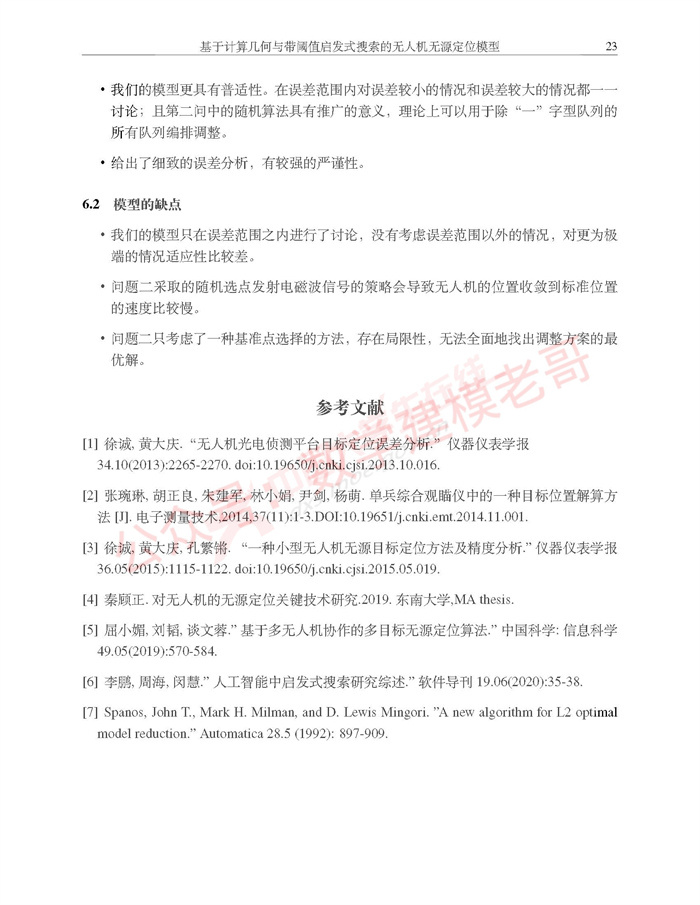 基于计算几何与带阈值启发式搜索的无人机无源定位模型 23
• 我们的模型更具有普适性。在误差范围内对误差较小的情况和误差较大的情况都一一
讨论；且第二问中的随机算法具有推广的意义，理论上可以用于除“一”字型队列的
所有队列编排调整。
• 给出了细致的误差分析，有较强的严谨性。
6.2 模型的缺点
• 我们的模型只在误差范围之内进行了讨论，没有考虑误差范围以外的情况，对更为极
端的情况适应性比较差。
• 问题二采取的随机选点发射电磁波信号的策略会导致无人机的位置收敛到标准位置
的速度比较慢。
• 问题二只考虑了一种基准点选择的方法，存在局限性，无法全面地找出调整方案的最
优解。
参考文献
[1] 徐诚, 黄大庆. “无人机光电侦测平台目标定位误差分析.” 仪器仪表学报
34.10(2013):2265-2270. doi:10.19650/j.cnki.cjsi.2013.10.016.
[2] 张琬琳, 胡正良, 朱建军, 林小娟, 尹剑, 杨萌. 单兵综合观瞄仪中的一种目标位置解算方
法 [J]. 电子测量技术,2014,37(11):1-3.DOI:10.19651/j.cnki.emt.2014.11.001.
[3] 徐诚, 黄大庆, 孔繁锵. “一种小型无人机无源目标定位方法及精度分析.” 仪器仪表学报
36.05(2015):1115-1122. doi:10.19650/j.cnki.cjsi.2015.05.019.
[4] 秦顾正. 对无人机的无源定位关键技术研究.2019. 东南大学,MA thesis.
[5] 屈小媚, 刘韬, 谈文蓉.” 基于多无人机协作的多目标无源定位算法.” 中国科学: 信息科学
49.05(2019):570-584.
[6] 李鹏, 周海, 闵慧.” 人工智能中启发式搜索研究综述.” 软件导刊 19.06(2020):35-38.
[7] Spanos, John T., Mark H. Milman, and D. Lewis Mingori. ”A new algorithm for L2 optimal
model reduction.” Automatica 28.5 (1992): 897-909.
公众号：数学建模老哥